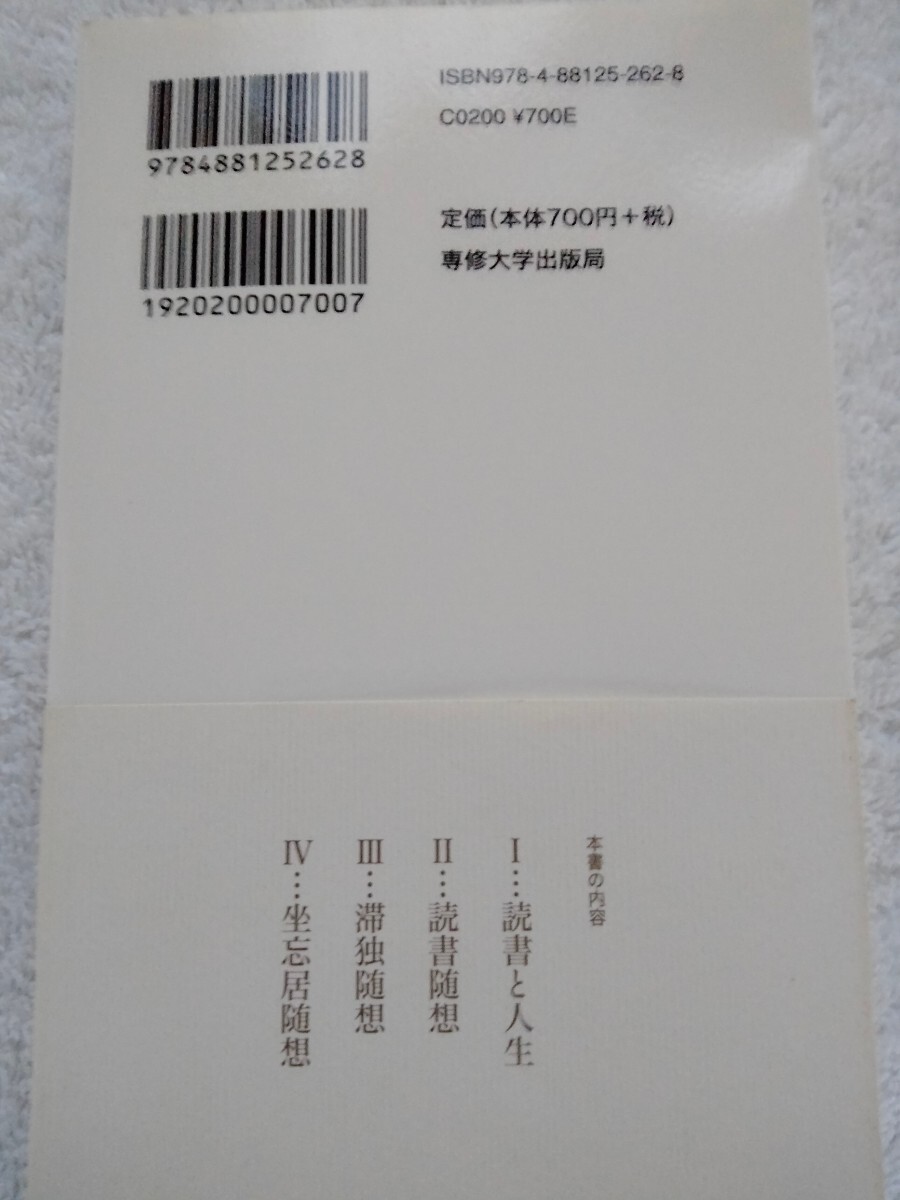 ISBN978-4-88125-262-8
C0200 ¥700E
9784881252628
定価(本体700円+税)
専修大学出版局
1920200007007
本書の内容
Ⅰ…読書と人生
Ⅱ…読書随想
Ⅲ…滞独随想
Ⅳ…坐忘居随想